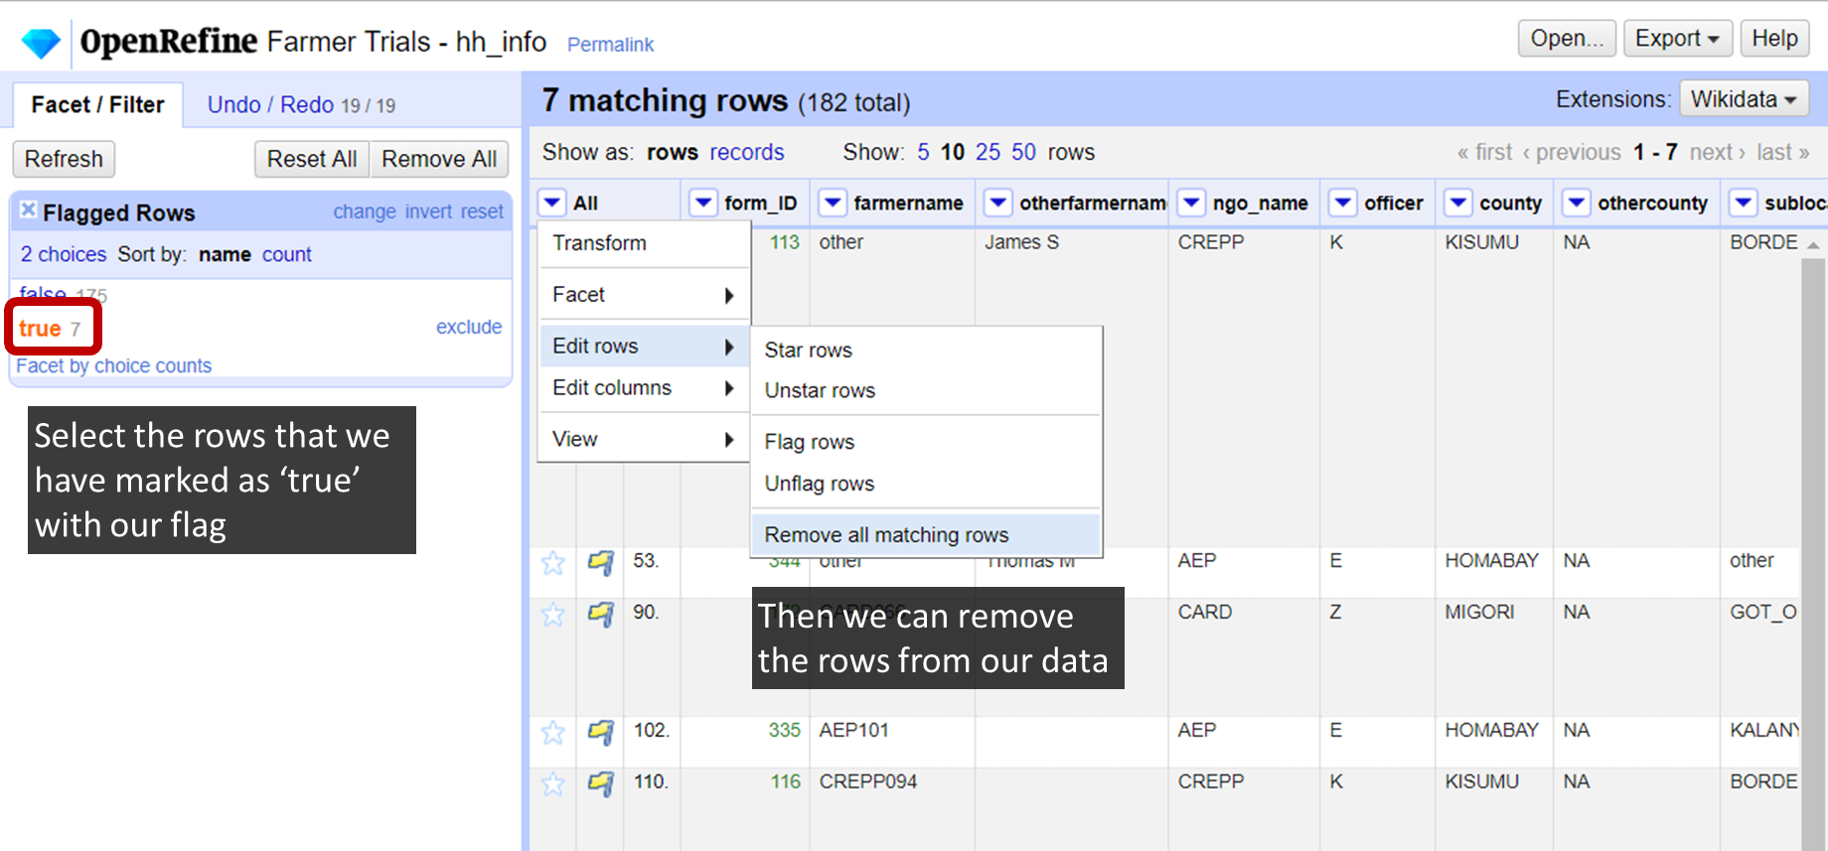 OpenRefine Farmer Trials - hh_info Permalink
Open... Export Help
Facet / Filter Undo / Redo 19 / 19
7 matching rows (182 total)
Extensions: Wikidata
Refresh Reset All Remove All
Show as: rows records Show: 5 10 25 50 rows
« first ‹ previous 1 - 7 next › last »
Flagged Rows change invert reset
2 choices Sort by: name count
false 175
true 7 exclude
Facet by choice counts
Select the rows that we
have marked as ‘true’
with our flag
All form_ID farmername otherfarmernam ngo_name officer county othercounty subloc
113 other James S CREPP K KISUMU NA BORDE
Transform
Facet
Edit rows
Edit columns
View
Star rows
Unstar rows
Flag rows
Unflag rows
Remove all matching rows
53. 344 other Thomas M AEP E HOMABAY NA other
90. CARD Z MIGORI NA GOT_O
Then we can remove
the rows from our data
102. 335 AEP101 AEP E HOMABAY NA KALANY
110. 116 CREPP094 CREPP K KISUMU NA BORDE